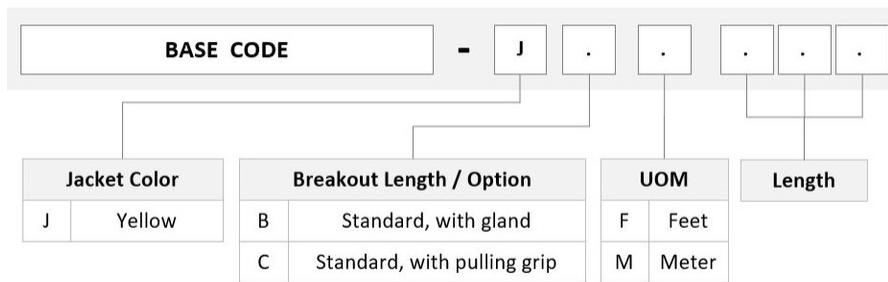 BASE CODE - J . . . . .
Jacket Color Breakout Length / Option UOM Length
J Yellow B Standard, with gland F Feet
C Standard, with pulling grip M Meter